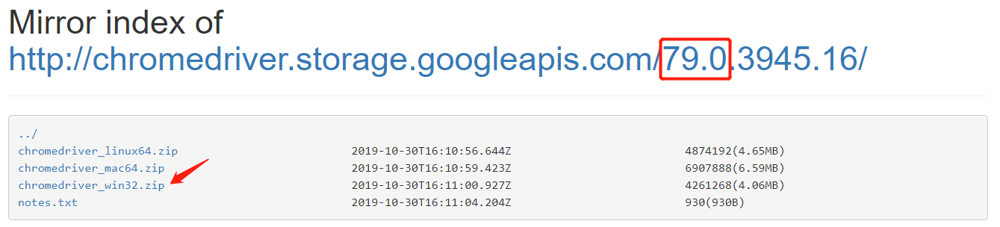 Mirror index of
http://chromedriver.storage.googleapis.com/79.0.3945.16/
../
chromedriver_linux64.zip 2019-10-30T16:10:56.644Z 4874192(4.65MB)
chromedriver_mac64.zip 2019-10-30T16:10:59.423Z 6907888(6.59MB)
chromedriver_win32.zip 2019-10-30T16:11:00.927Z 4261268(4.06MB)
notes.txt 2019-10-30T16:11:04.204Z 930(930B)